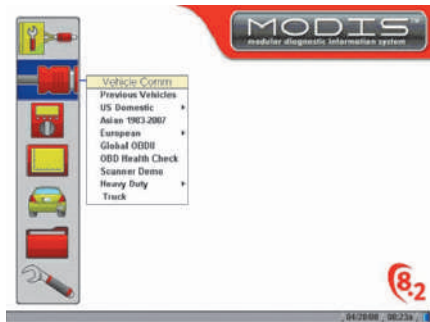 MODIS™
modular diagnostic information system
Vehicle Comm
Previous Vehicles
US Domestic
Asian 1983-2007
European
Global OBDII
OBD Health Check
Scanner Demo
Heavy Duty
Truck
8.2
04/28/08 08:23a